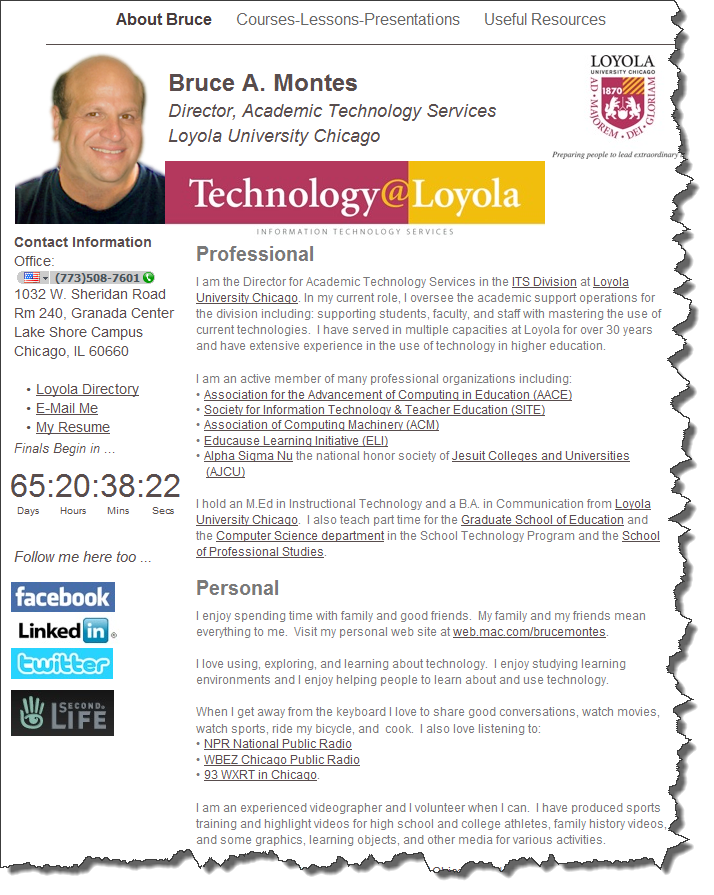 About Bruce Courses-Lessons-Presentations Useful Resources
Bruce A. Montes
Director, Academic Technology Services
Loyola University Chicago
LOYOLA
UNIVERSITY CHICAGO
1870
AD • MAJOREM • DEI • GLORIAM
Preparing people to lead extraordinary
Technology@Loyola
INFORMATION TECHNOLOGY SERVICES
Contact Information
Office:
(773)508-7601
1032 W. Sheridan Road
Rm 240, Granada Center
Lake Shore Campus
Chicago, IL 60660
• Loyola Directory
• E-Mail Me
• My Resume
Finals Begin in ...
65:20:38:22
Days Hours Mins Secs
Follow me here too ...
facebook
LinkedIn®
twitter
SECOND
LIFE
Professional
I am the Director for Academic Technology Services in the ITS Division at Loyola
University Chicago. In my current role, I oversee the academic support operations for
the division including: supporting students, faculty, and staff with mastering the use of
current technologies.  I have served in multiple capacities at Loyola for over 30 years
and have extensive experience in the use of technology in higher education.
I am an active member of many professional organizations including:
• Association for the Advancement of Computing in Education (AACE)
• Society for Information Technology & Teacher Education (SITE)
• Association of Computing Machinery (ACM)
• Educause Learning Initiative (ELI)
• Alpha Sigma Nu the national honor society of Jesuit Colleges and Universities
(AJCU)
I hold an M.Ed in Instructional Technology and a B.A. in Communication from Loyola
University Chicago.  I also teach part time for the Graduate School of Education and
the Computer Science department in the School Technology Program and the School
of Professional Studies.
Personal
I enjoy spending time with family and good friends.  My family and my friends mean
everything to me.  Visit my personal web site at web.mac.com/brucemontes.
I love using, exploring, and learning about technology.  I enjoy studying learning
environments and I enjoy helping people to learn about and use technology.
When I get away from the keyboard I love to share good conversations, watch movies,
watch sports, ride my bicycle, and  cook.  I also love listening to:
• NPR National Public Radio
• WBEZ Chicago Public Radio
• 93 WXRT in Chicago.
I am an experienced videographer and I volunteer when I can.  I have produced sports
training and highlight videos for high school and college athletes, family history videos,
and some graphics, learning objects, and other media for various activities.